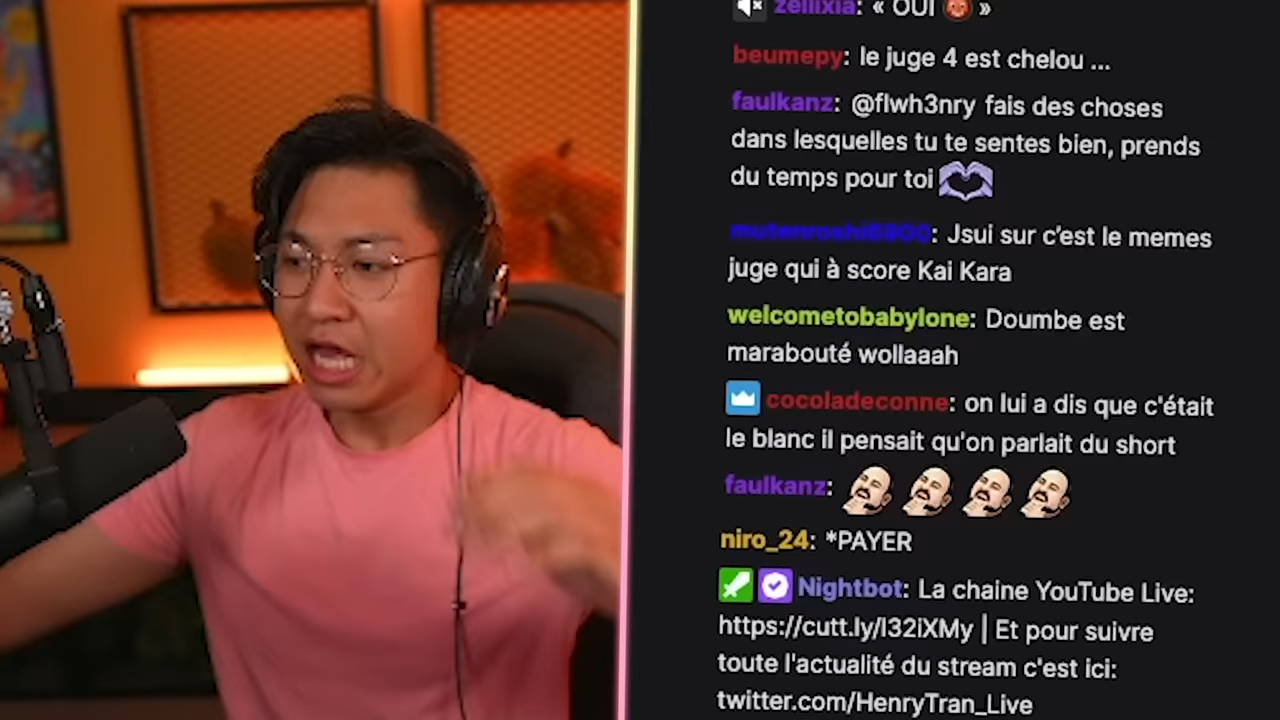 zellixia: « OUI »
beumepy: le juge 4 est chelou ...
faulkanz: @flwh3nry fais des choses
dans lesquelles tu te sentes bien, prends
du temps pour toi
mutenroshi6800: Jsui sur c'est le memes
juge qui à score Kai Kara
welcometobabylone: Doumbe est
marabouté wollaaah
cocoladeconne: on lui a dis que c'était
le blanc il pensait qu'on parlait du short
faulkanz:
niro_24: *PAYER
Nightbot: La chaine YouTube Live:
https://cutt.ly/l32iXMy | Et pour suivre
toute l'actualité du stream c'est ici:
twitter.com/HenryTran_Live